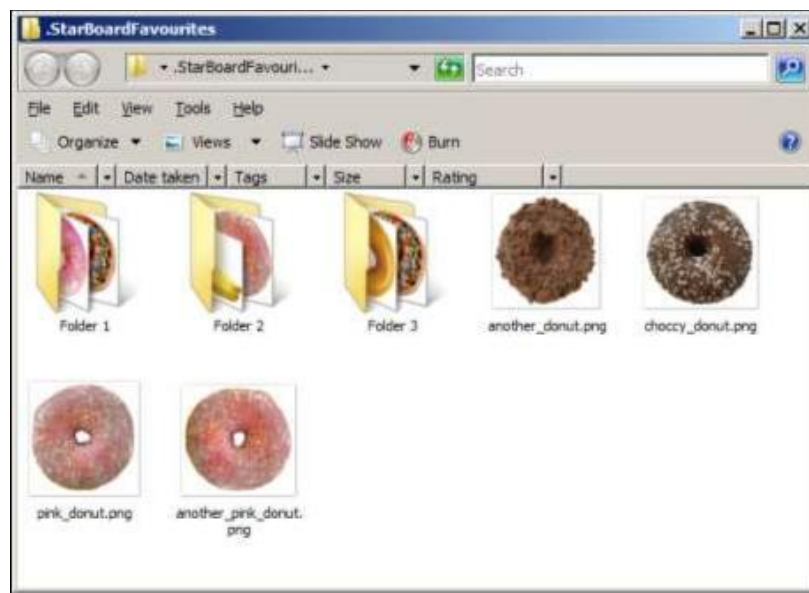 .StarBoardFavourites
.StarBoardFavouri...
Search
File Edit View Tools Help
Organize Views Slide Show Burn
Name Date taken Tags Size Rating
Folder 1 Folder 2 Folder 3 another_donut.png choccy_donut.png
pink_donut.png another_pink_donut.
png